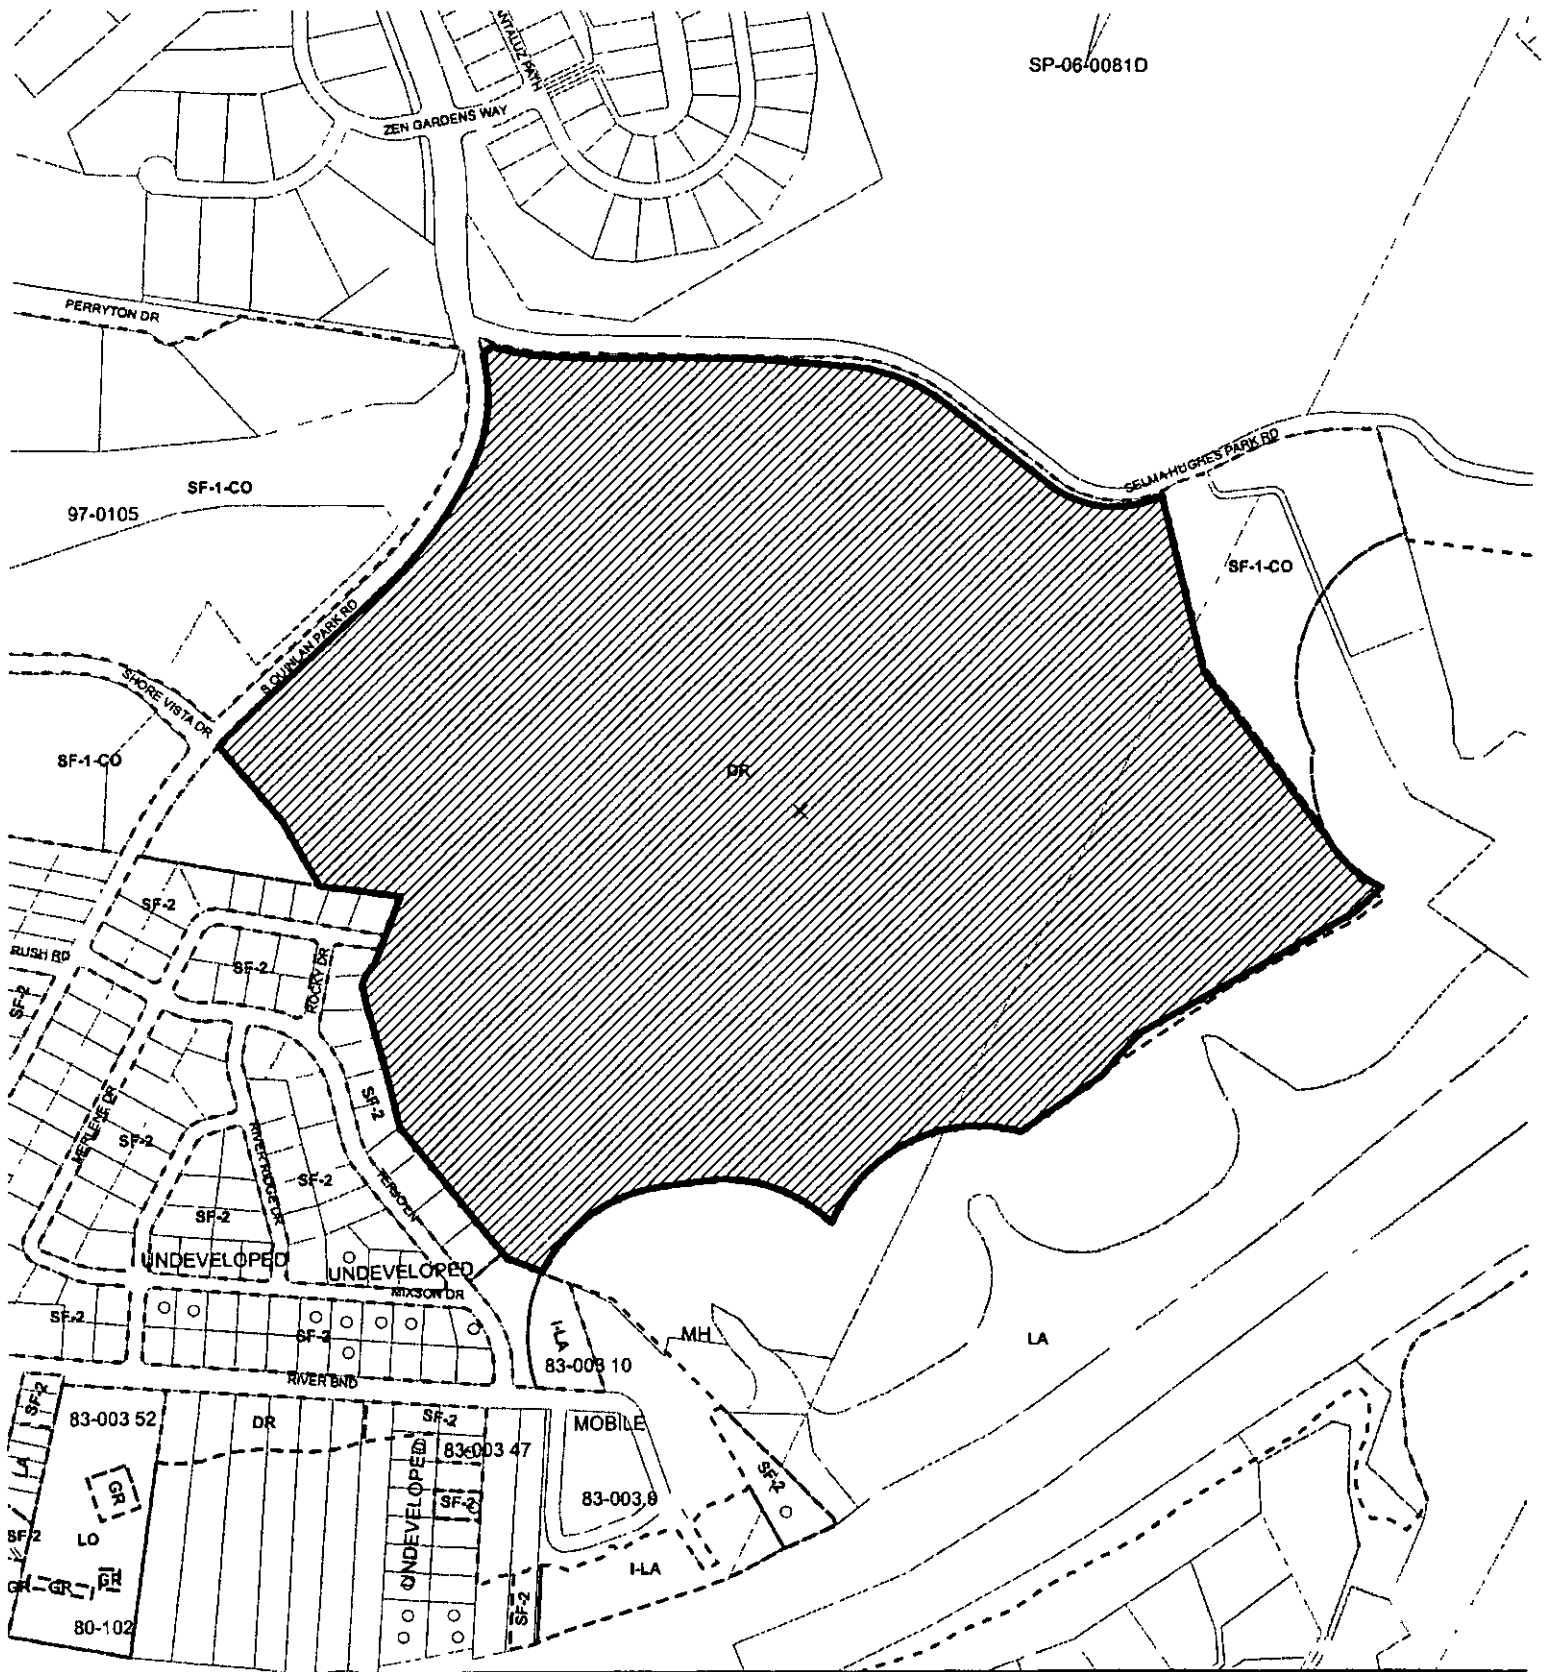 SP-06-0081D
ZEN GARDENS WAY
PERRYTON DR
SF-1-CO
97-0105
SELMA HUGHES PARK RD
SF-1-CO
S QUINLAN PARK RD
SHORE VISTA DR
SF-1-CO
DR
SF-2
RUSH RD
SF-2
ROCKY DR
SF-2
SF-2
MERLENE DR
SF-2
RIVER RIDGE DR
SF-2
SF-2
UNDEVELOPED
UNDEVELOPED
MIXSON DR
SF-2
SF-2
I-LA
83-003 10
MH
LA
RIVER BND
SF-2
83-003 52
DR
SF-2
83-003 47
MOBILE
UNDEVELOPED
LA
GR
SF-2
83-003.9
SF-2
SF-2
LO
I-LA
GR
GR
GR
SF-2
80-102